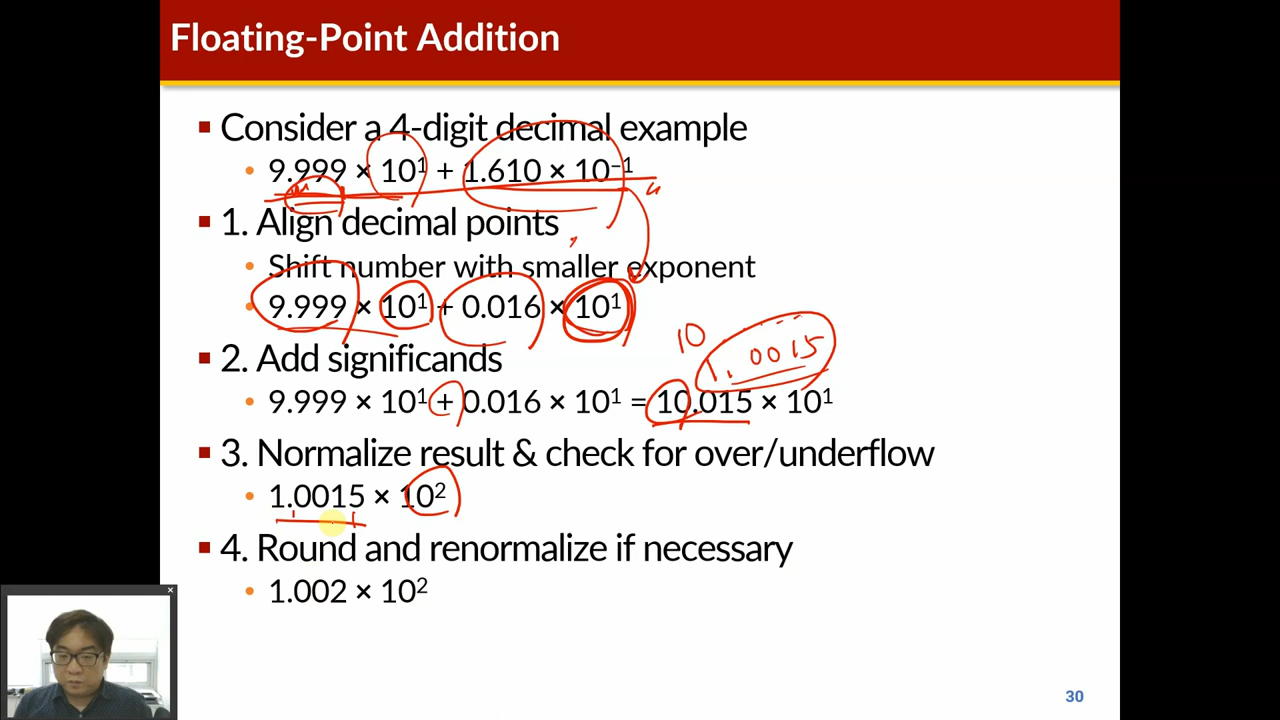 Floating-Point Addition
▪ Consider a 4-digit decimal example
• 9.999 × 10¹ + 1.610 × 10⁻¹
▪ 1. Align decimal points
• Shift number with smaller exponent
• 9.999 × 10¹ + 0.016 × 10¹
10 1.0015
▪ 2. Add significands
• 9.999 × 10¹ + 0.016 × 10¹ = 10.015 × 10¹
▪ 3. Normalize result & check for over/underflow
• 1.0015 × 10²
▪ 4. Round and renormalize if necessary
• 1.002 × 10²
30